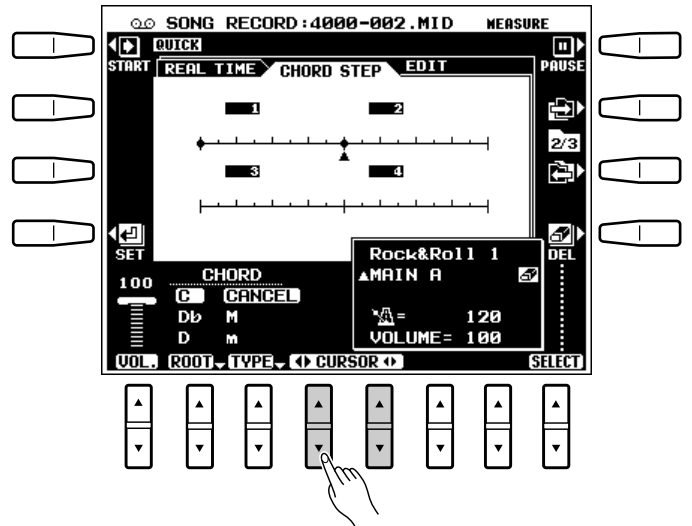 SONG RECORD:4000-002.MID MEASURE
QUICK
START REAL TIME CHORD STEP EDIT PAUSE
1 2
2/3
3 4
SET DEL
Rock&Roll 1
▲MAIN A
100 CHORD
C CANCEL
= 120
Db M
VOLUME= 100
D m
VOL. ROOT TYPE CURSOR SELECT